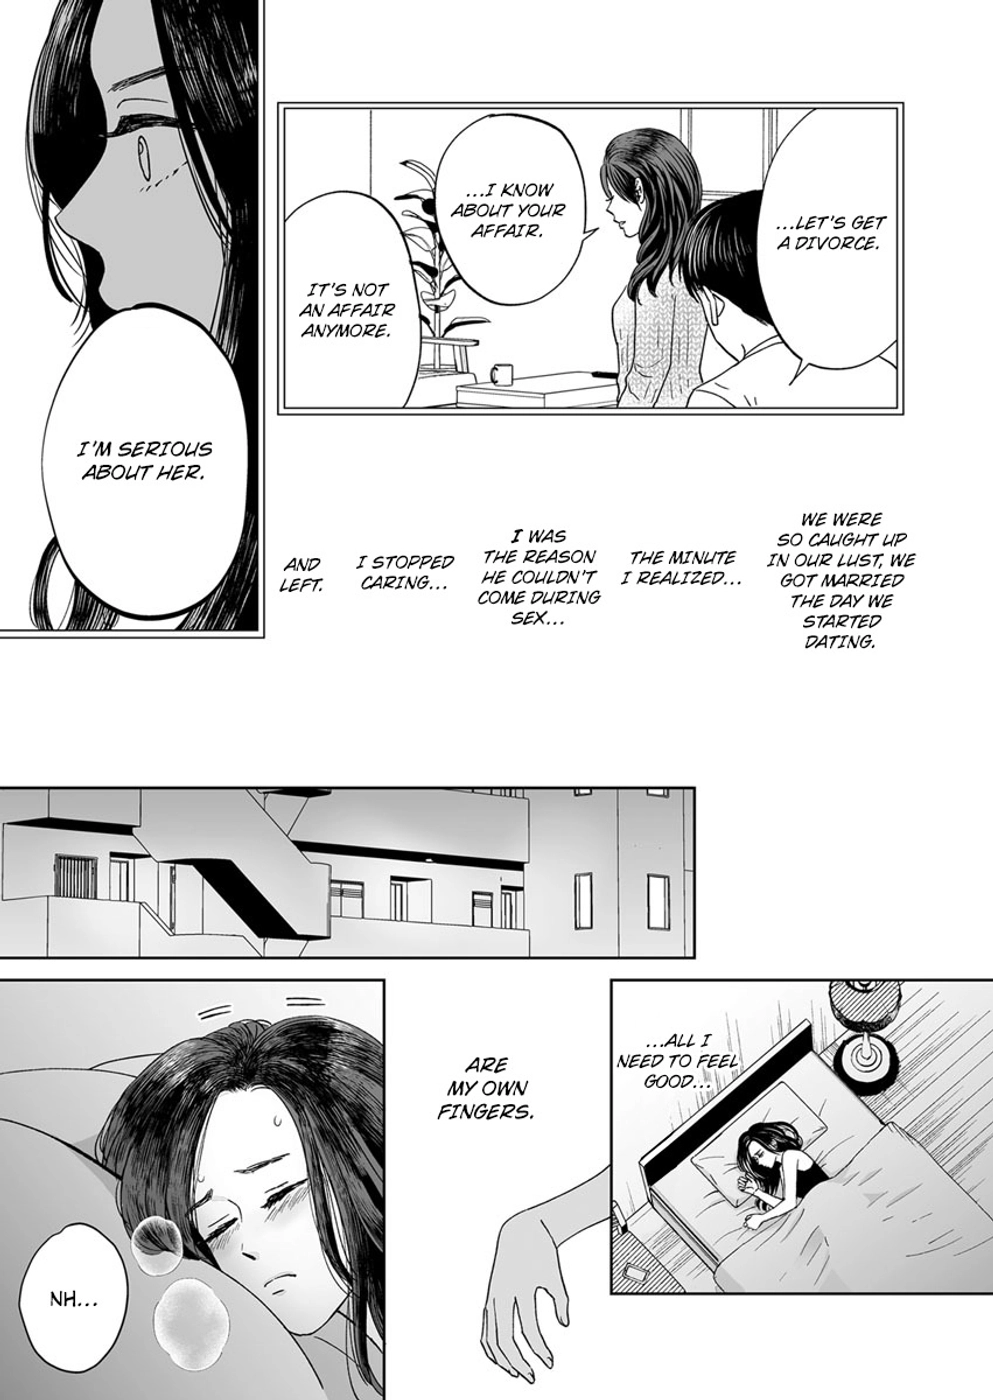 ...LET'S GET
A DIVORCE.
...I KNOW
ABOUT YOUR
AFFAIR.
IT'S NOT
AN AFFAIR
ANYMORE.
I'M SERIOUS
ABOUT HER.
WE WERE
SO CAUGHT UP
IN OUR LUST, WE
GOT MARRIED
THE DAY WE
STARTED
DATING.
THE MINUTE
I REALIZED...
I WAS
THE REASON
HE COULDN'T
COME DURING
SEX...
I STOPPED
CARING...
AND
LEFT.
...ALL I
NEED TO FEEL
GOOD...
ARE
MY OWN
FINGERS.
NH...